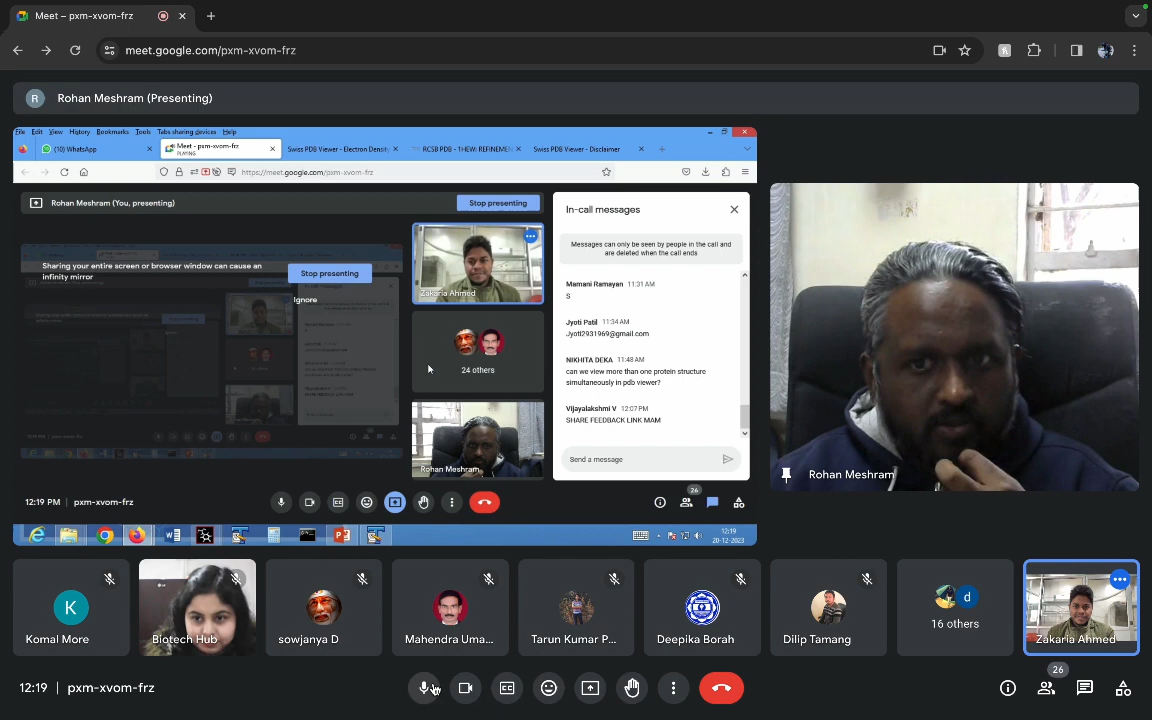 Meet – pxm-xvom-frz
meet.google.com/pxm-xvom-frz
R
Rohan Meshram (Presenting)
File Edit View History Bookmarks Tools Tabs sharing devices Help
(10) WhatsApp
Meet - pxm-xvom-frz
PLAYING
Swiss PDB Viewer - Electron Density
RCSB PDB - 1HEW: REFINEMEN
Swiss PDB Viewer - Disclaimer
https://meet.google.com/pxm-xvom-frz
Rohan Meshram (You, presenting)
Stop presenting
Sharing your entire screen or browser window can cause an
infinity mirror
Stop presenting
Ignore
Zakaria Ahmed
24 others
Rohan Meshram
In-call messages
Messages can only be seen by people in the call and
are deleted when the call ends
Mamani Ramayan 11:31 AM
S
Jyoti Patil 11:34 AM
Jyoti2931969@gmail.com
NIKHITA DEKA 11:48 AM
can we view more than one protein structure
simultaneously in pdb viewer?
Vijayalakshmi V 12:07 PM
SHARE FEEDBACK LINK MAM
Send a message
12:19 PM | pxm-xvom-frz
26
12:19
20-12-2023
Rohan Meshram
K
Komal More
Biotech Hub
sowjanya D
Mahendra Uma...
Tarun Kumar P...
Deepika Borah
Dilip Tamang
d
16 others
Zakaria Ahmed
12:19 | pxm-xvom-frz
26